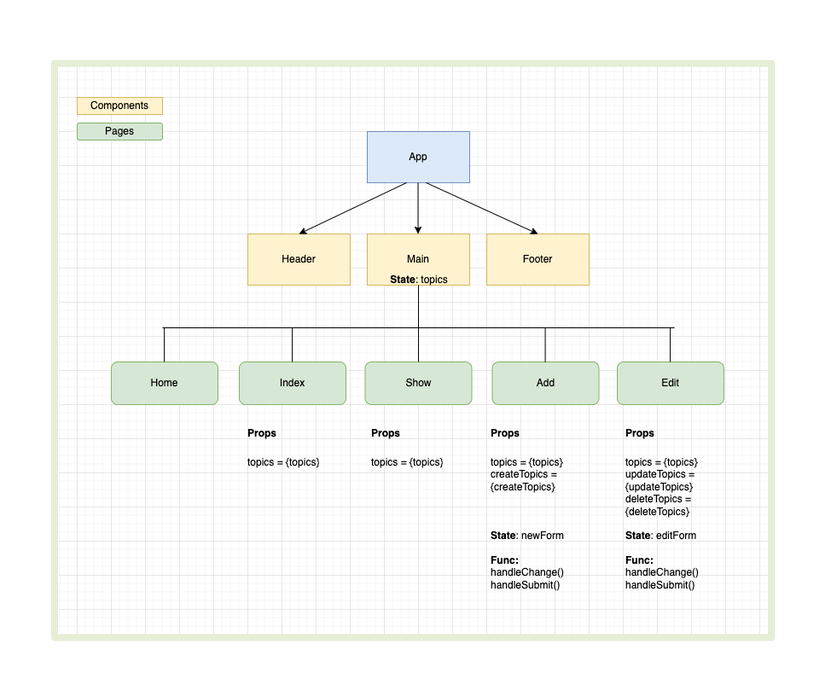 Components
Pages
App
Header
Main
Footer
State: topics
Home
Index
Show
Add
Edit
Props
topics = {topics}
Props
topics = {topics}
Props
topics = {topics}
createTopics =
{createTopics}
State: newForm
Func:
handleChange()
handleSubmit()
Props
topics = {topics}
updateTopics =
{updateTopics}
deleteTopics =
{deleteTopics}
State: editForm
Func:
handleChange()
handleSubmit()